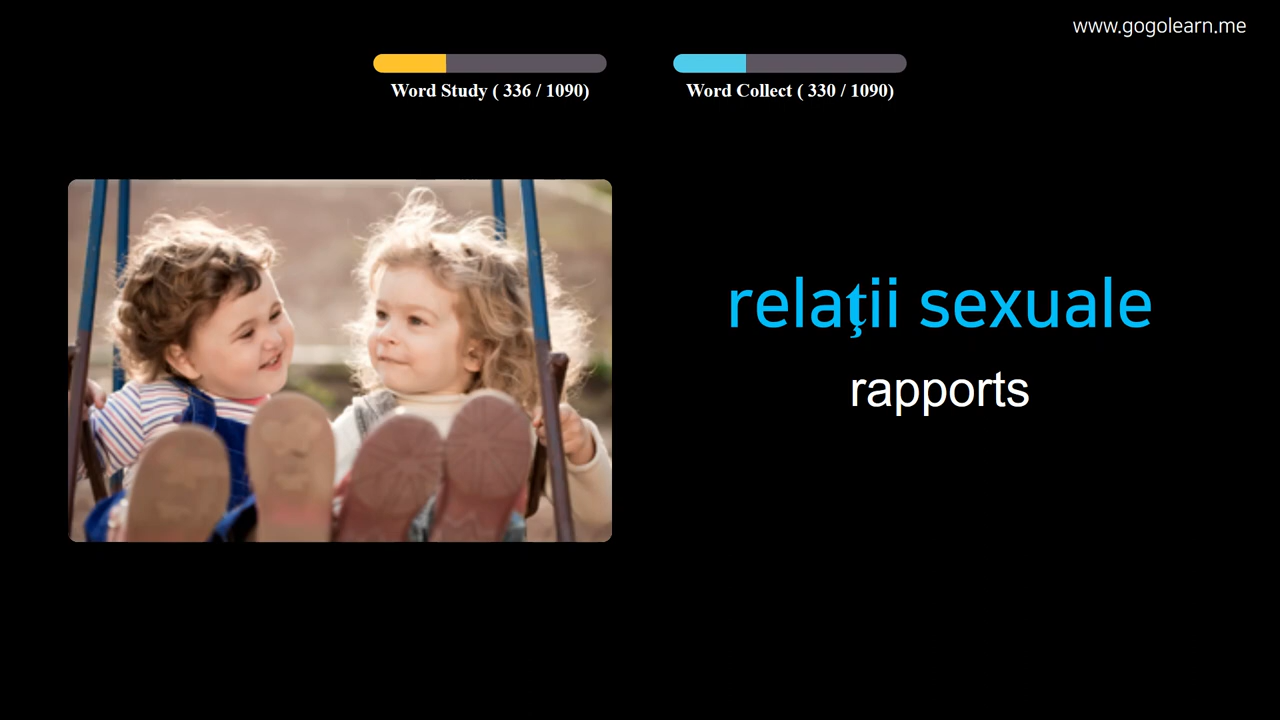 www.gogolearn.me
Word Study ( 336 / 1090)
Word Collect ( 330 / 1090)
relaţii sexuale
rapports